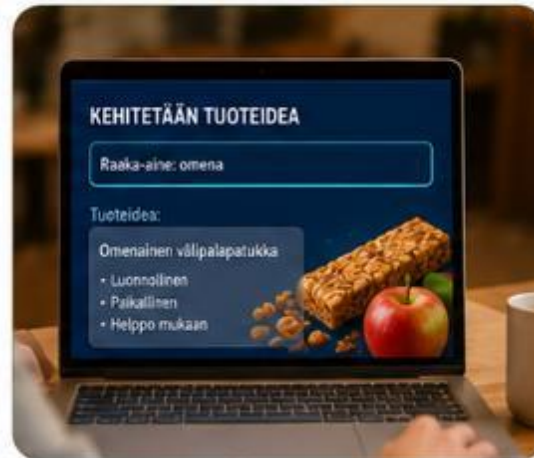 KEHITETÄÄN TUOTEIDEA
Raaka-aine: omena
Tuoteidea:
Omenainen välipalapatukka
• Luonnollinen
• Paikallinen
• Helppo mukaan